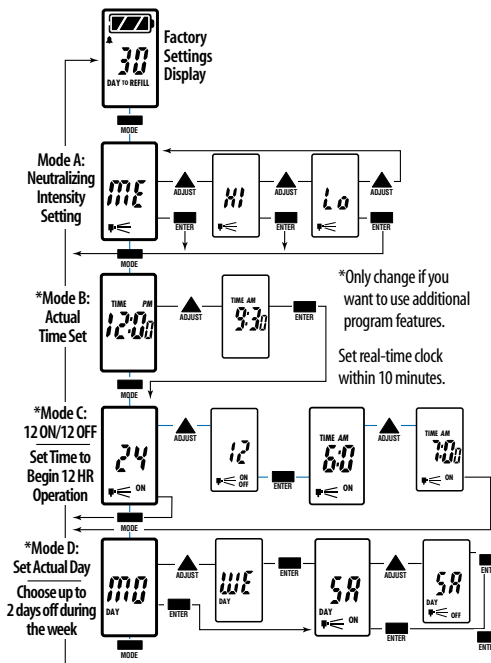 30
DAY TO REFILL
Factory
Settings
Display
MODE
Mode A:
Neutralizing
Intensity
Setting
ME
ADJUST
ENTER
HI
ADJUST
ENTER
Lo
ADJUST
ENTER
MODE
*Mode B:
Actual
Time Set
TIME PM
12:00
ADJUST
TIME AM
9:30
ENTER
*Only change if you
want to use additional
program features.
Set real-time clock
within 10 minutes.
MODE
*Mode C:
12 ON/12 OFF
Set Time to
Begin 12 HR
Operation
24
ON
ADJUST
12
ON
OFF
ENTER
TIME AM
6:00
ON
ADJUST
TIME AM
7:00
ON
MODE
*Mode D:
Set Actual Day
Choose up to
2 days off during
the week
MO
DAY
ADJUST
ENTER
WE
DAY
ENTER
SA
DAY
ON
ADJUST
ENTER
SA
DAY
OFF
MODE